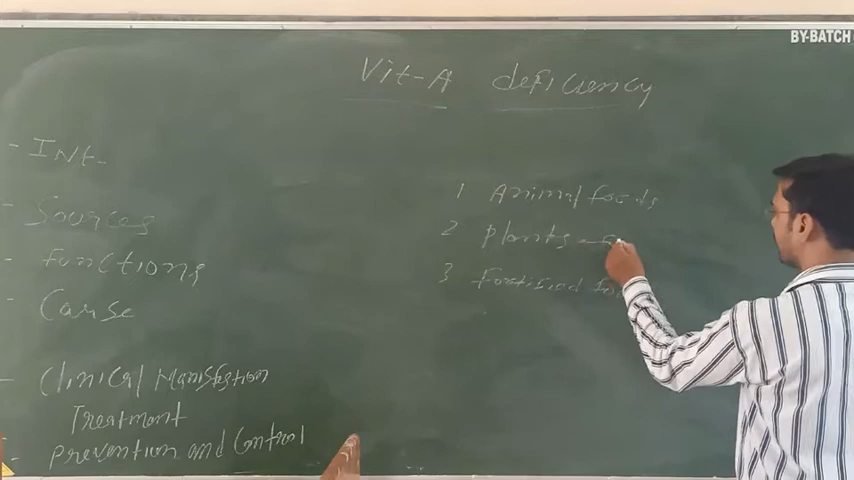 BY-BATCH
Vit-A deficiency
- INt.
- Sources
- Functions
- Cause
- Clinical Manisfestion
Treatment
- Prevention and Control
1 Animal foods
2 Plants
3 Fortified